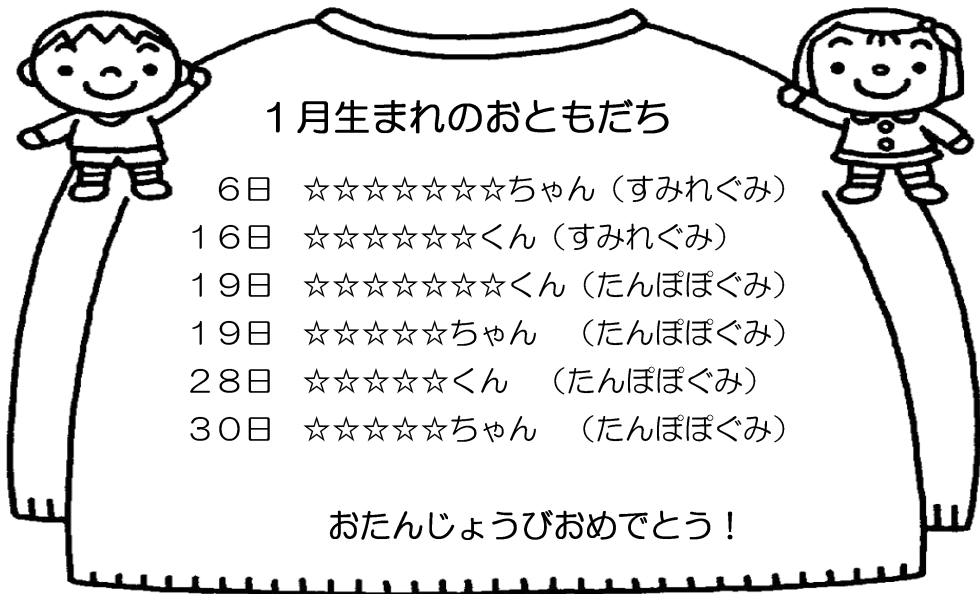 １月生まれのおともだち
６日　☆☆☆☆☆☆☆ちゃん（すみれぐみ）
１６日　☆☆☆☆☆☆くん（すみれぐみ）
１９日　☆☆☆☆☆☆☆くん（たんぽぽぐみ）
１９日　☆☆☆☆☆ちゃん　（たんぽぽぐみ）
２８日　☆☆☆☆☆くん　（たんぽぽぐみ）
３０日　☆☆☆☆☆ちゃん　（たんぽぽぐみ）
おたんじょうびおめでとう！